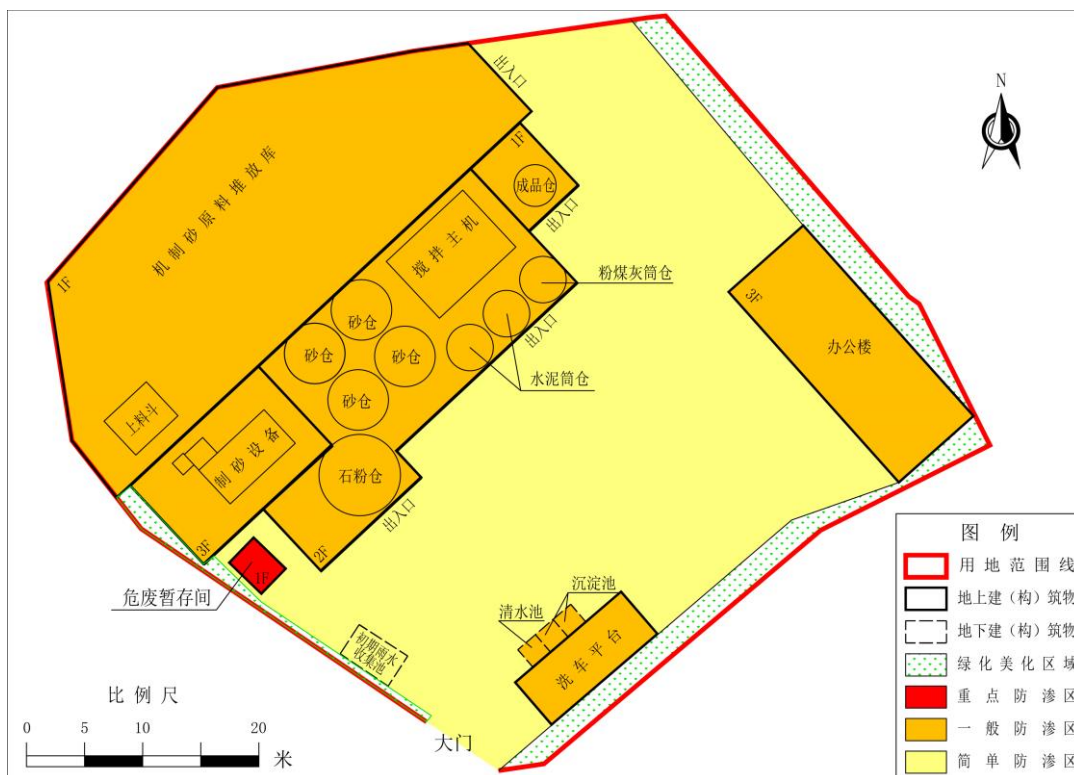 N
出入口
1F
成品仓
出入口
机制砂原料堆放库
1F
搅拌主机
粉煤灰筒仓
3F
办公楼
砂仓
砂仓
砂仓
砂仓
出入口
水泥筒仓
上料斗
制砂设备
石粉仓
出入口
3F
2F
1F
危废暂存间
沉淀池
清水池
洗车平台
初期雨水
收集池
大门
比例尺
0 5 10 20
米
图例
用地范围线
地上建（构）筑物
地下建（构）筑物
绿化美化区域
重点防渗区
一般防渗区
简单防渗区